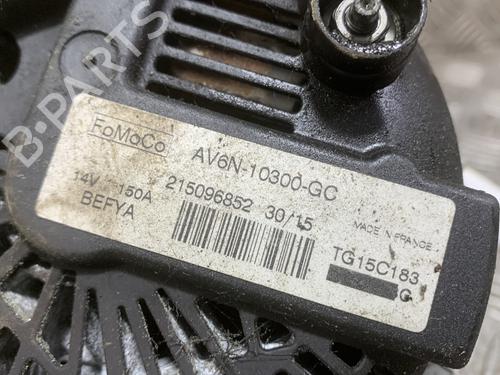 FoMoCo
AV6N-10300-GC
14V 150A
215096852 30/15
MADE IN FRANCE
BEFYA
TG15C183
G
B-PARTS